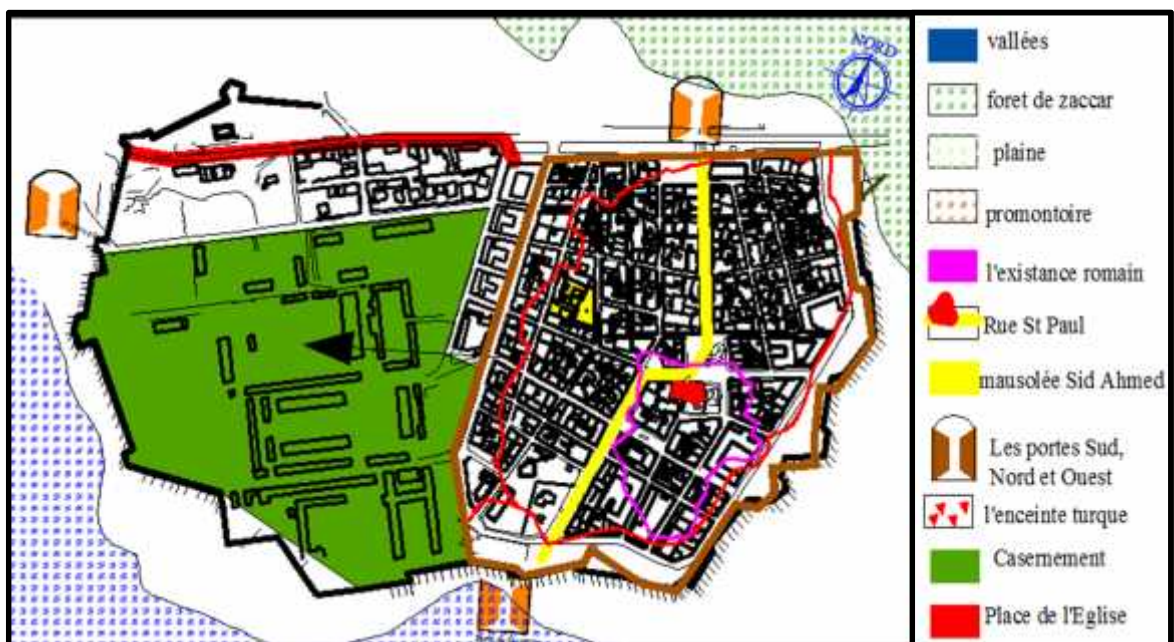 NORD
vallées
foret de zaccar
plaine
promontoire
l'existance romain
Rue St Paul
mausolée Sid Ahmed
Les portes Sud,
Nord et Ouest
l'enceinte turque
Casernement
Place de l'Eglise